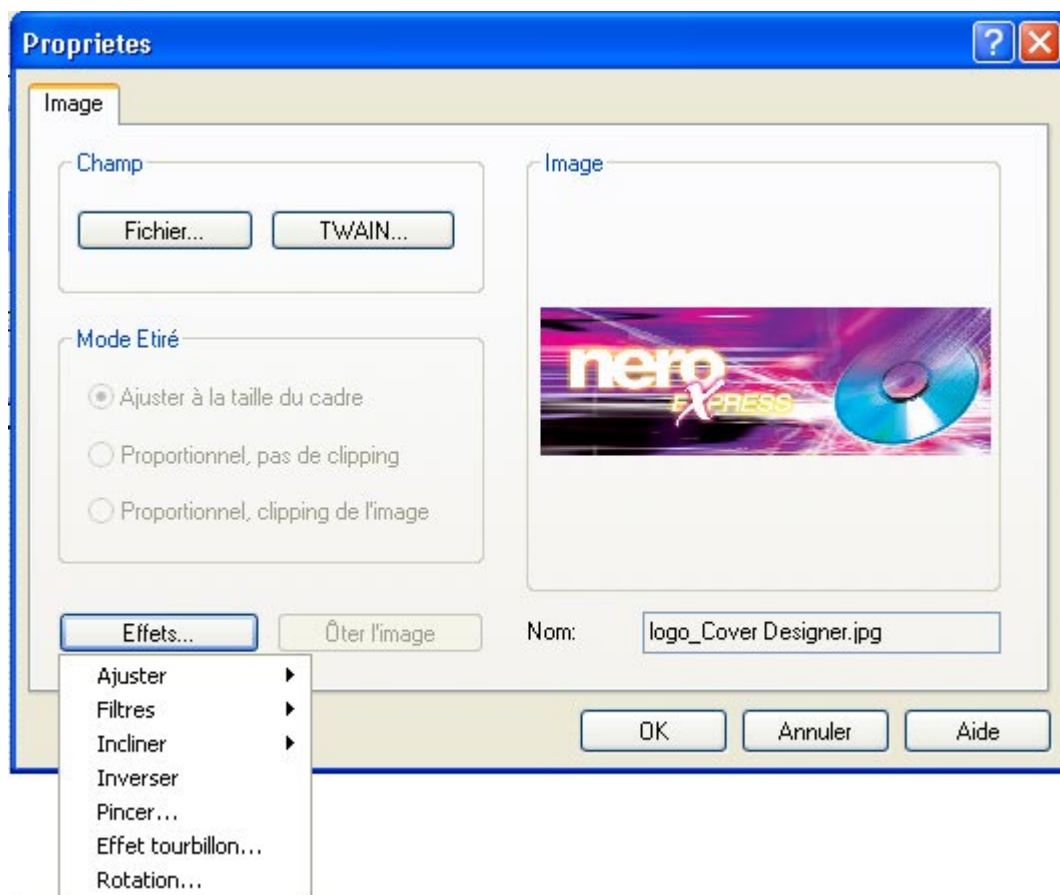 Proprietes
Image
Champ
Fichier...
TWAIN...
Image
nero
EXPRESS
Mode Etiré
Ajuster à la taille du cadre
Proportionnel, pas de clipping
Proportionnel, clipping de l'image
Effets...
Ôter l'image
Nom:
logo_Cover Designer.jpg
Ajuster
Filtres
Incliner
Inverser
Pincer...
Effet tourbillon...
Rotation...
OK
Annuler
Aide